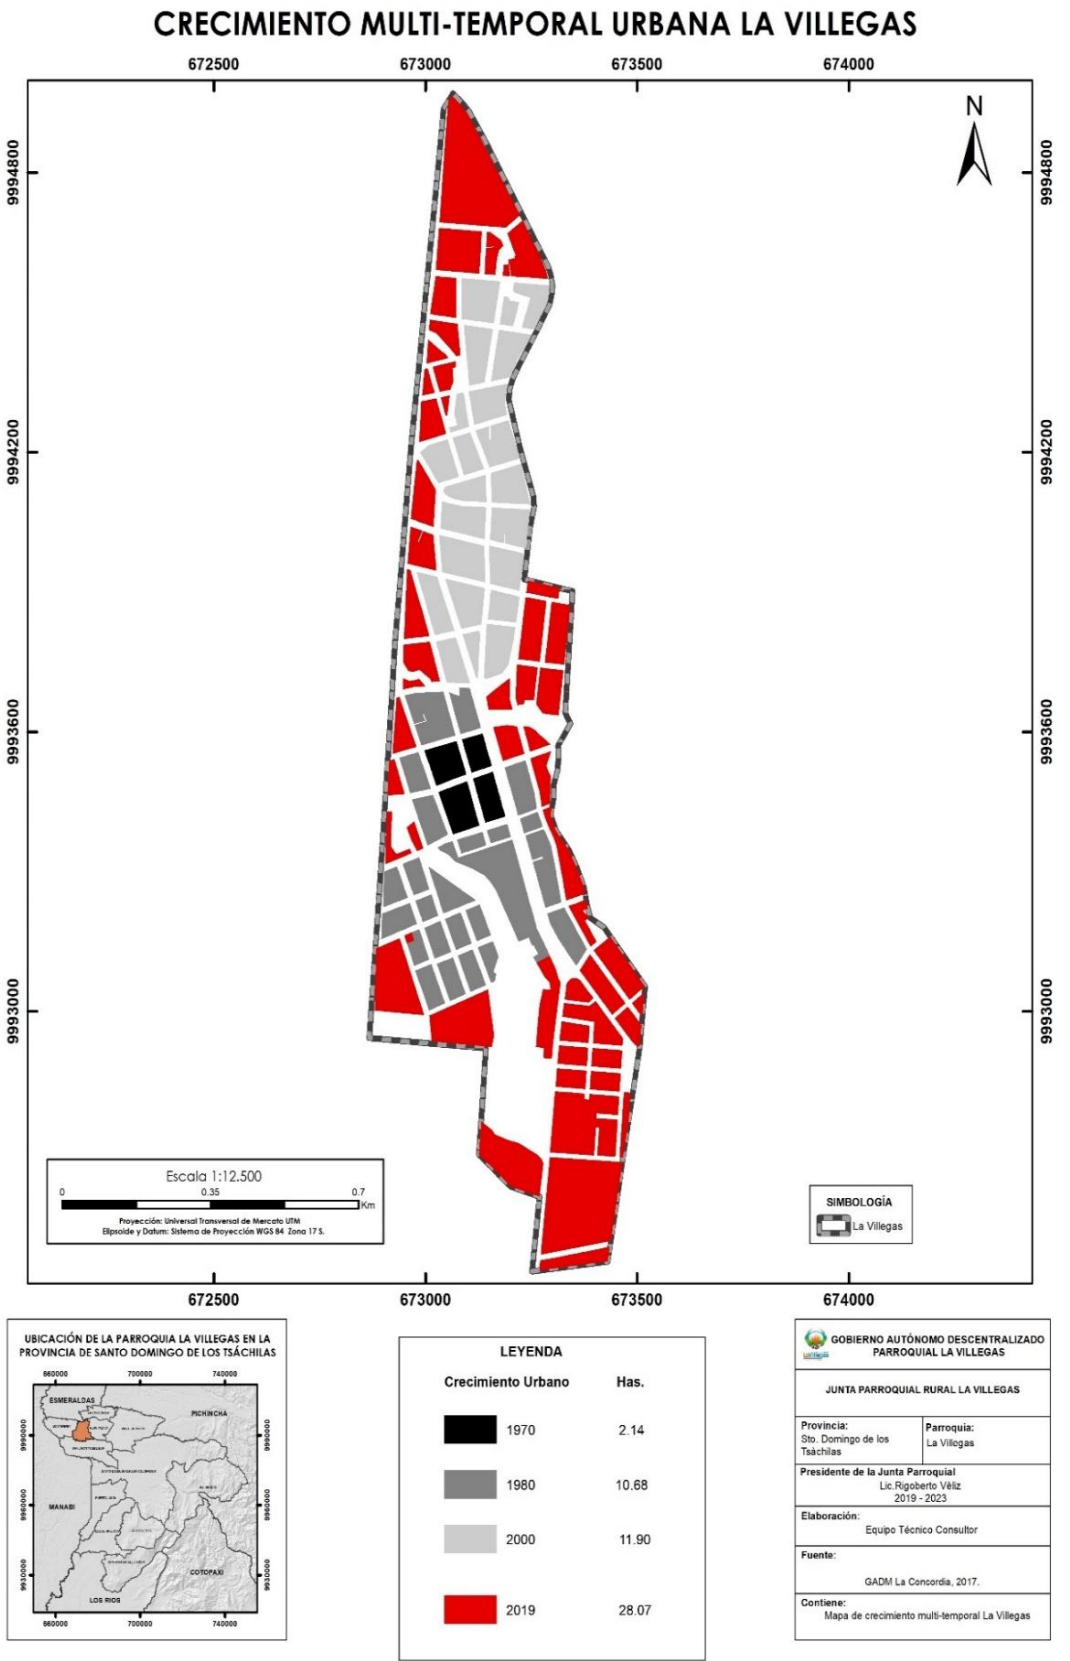 CRECIMIENTO MULTI-TEMPORAL URBANA LA VILLEGAS
672500 673000 673500 674000
N
9994800 9994800
9994200 9994200
9993600 9993600
9993000 9993000
Escala 1:12.500
0 0.35 0.7
Km
Proyección: Universal Transversal de Mercato UTM
Elipsoide y Datum: Sistema de Proyección WGS 84 Zona 17 S.
SIMBOLOGÍA
La Villegas
672500 673000 673500 674000
UBICACIÓN DE LA PARROQUIA LA VILLEGAS EN LA
PROVINCIA DE SANTO DOMINGO DE LOS TSÁCHILAS
660000 700000 740000
ESMERALDAS
PICHINCHA
9990000 9990000
MANABI
9960000 9960000
COTOPAXI
9930000 9930000
LOS RIOS
660000 700000 740000
LEYENDA
Crecimiento Urbano Has.
1970 2.14
1980 10.68
2000 11.90
2019 28.07
GOBIERNO AUTÓNOMO DESCENTRALIZADO
PARROQUIAL LA VILLEGAS
JUNTA PARROQUIAL RURAL LA VILLEGAS
Provincia:
Sto. Domingo de los
Tsáchilas
Parroquia:
La Villegas
Presidente de la Junta Parroquial
Lic.Rigoberto Véliz
2019 - 2023
Elaboración:
Equipo Técnico Consultor
Fuente:
GADM La Concordia, 2017.
Contiene:
Mapa de crecimiento multi-temporal La Villegas